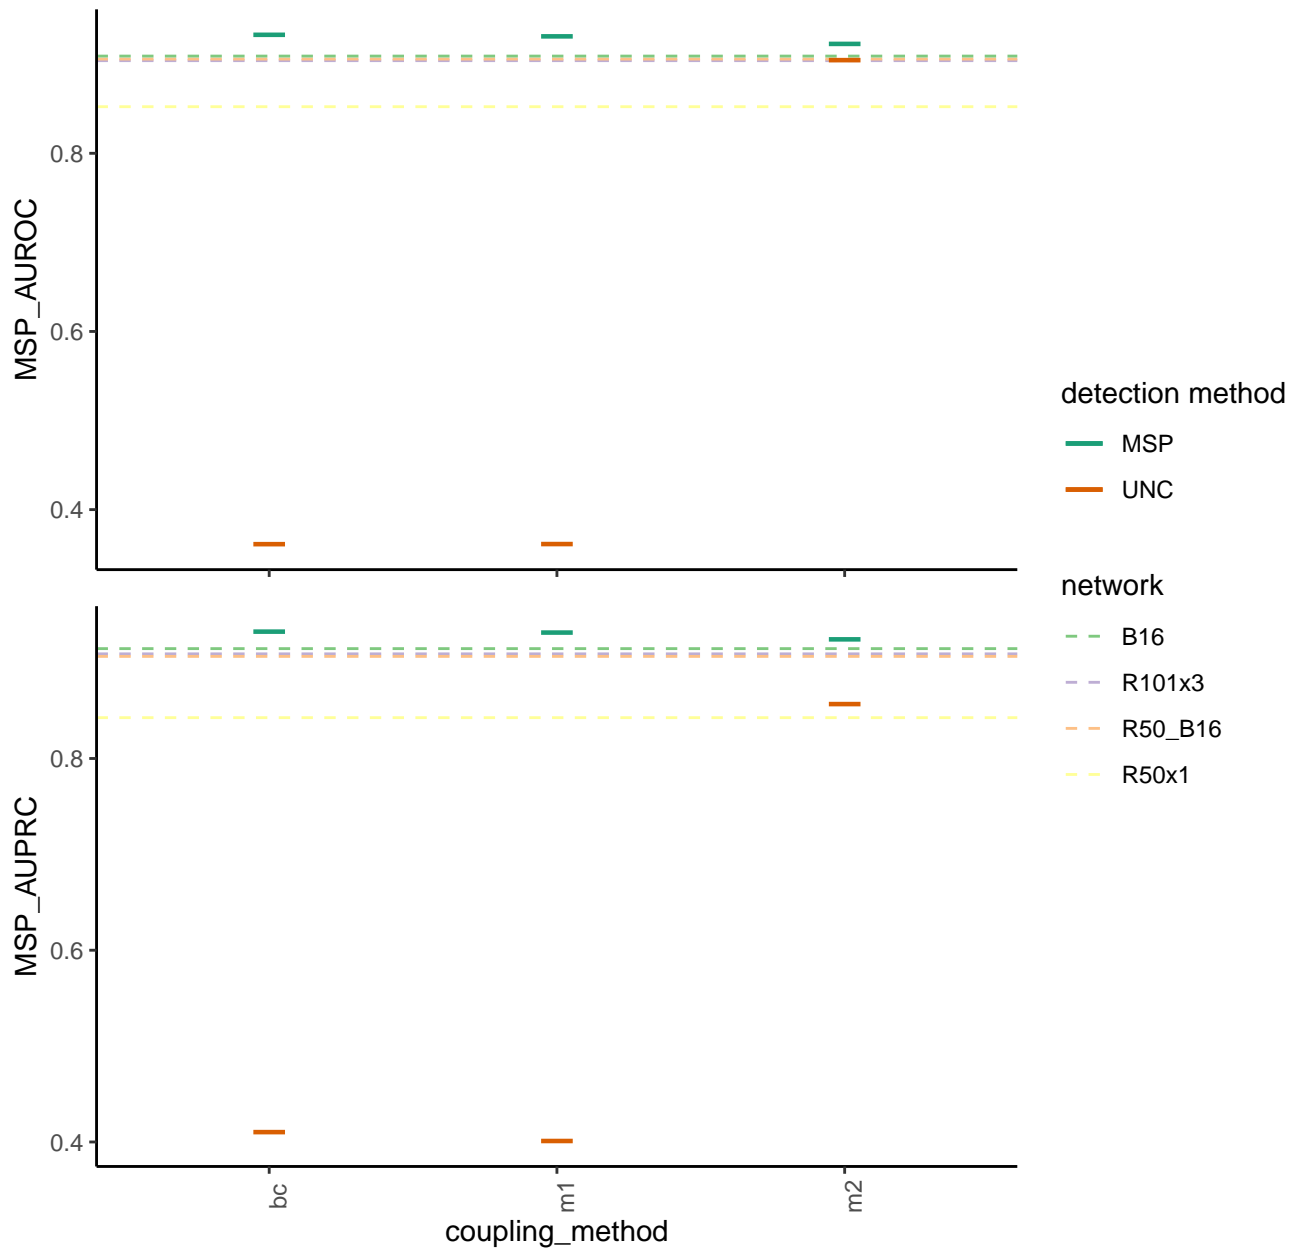 MSP_AUROC
0.8
0.6
0.4
MSP_AUPRC
0.8
0.6
0.4
bc
m1
m2
coupling_method
detection method
MSP
UNC
network
B16
R101x3
R50_B16
R50x1